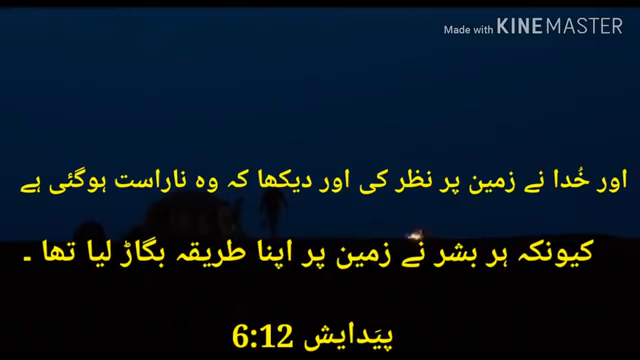 Made with KINEMASTER
اور خُدا نے زمین پر نظر کی اور دیکھا کہ وہ ناراست ہوگئی ہے
کیونکہ ہر بشر نے زمین پر اپنا طریقہ بگاڑ لیا تھا ۔
پیَدایش 6:12